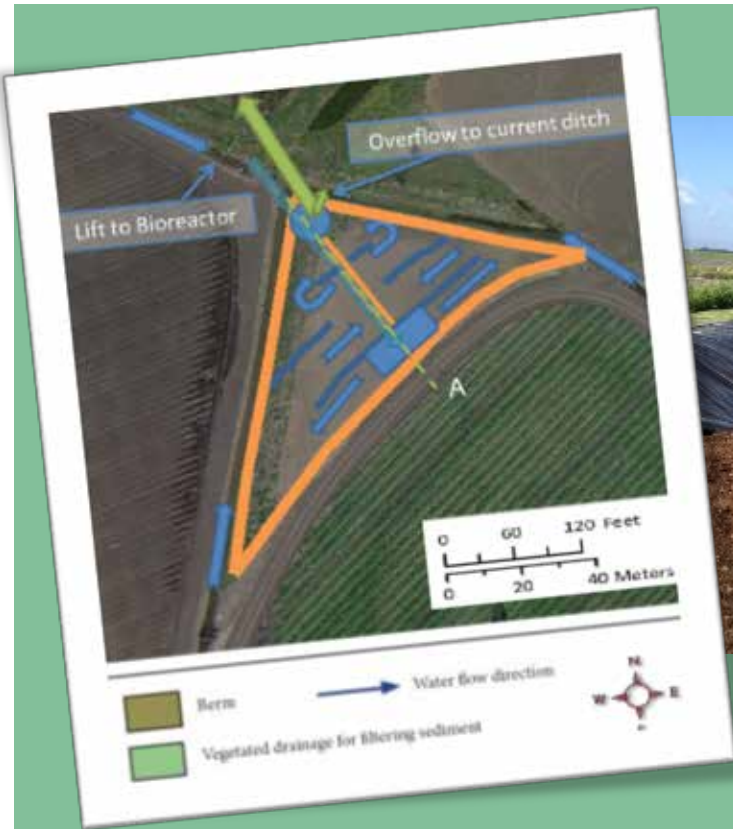 Overflow to current ditch
Lift to Bioreactor
A
0 60 120 Feet
0 20 40 Meters
Berm
Water flow direction
Vegetated drainage for filtering sediment
N
W E